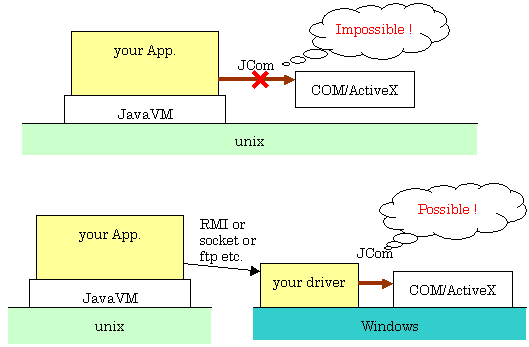 Impossible !
your App.
JCom
COM/ActiveX
JavaVM
unix
Possible !
RMI or
socket or
ftp etc.
your App.
JCom
your driver
COM/ActiveX
JavaVM
unix
Windows